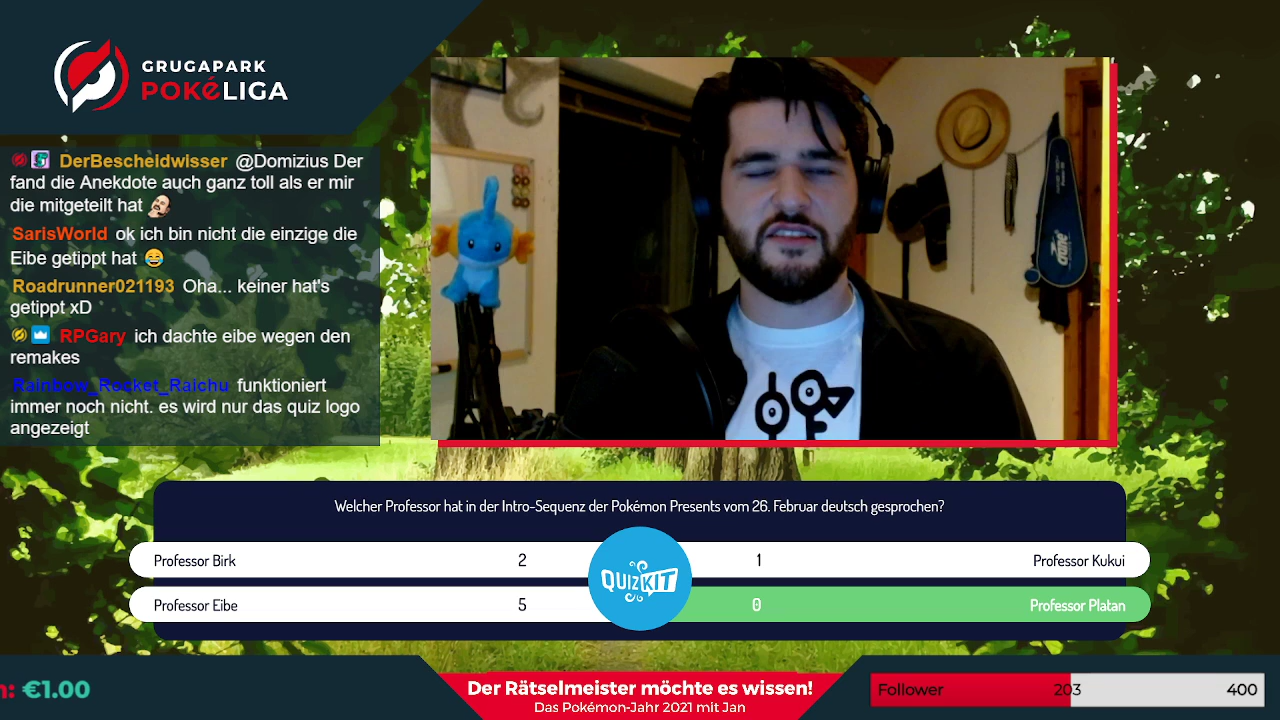 GRUGAPARK
POKéLIGA
DerBescheidwisser @Domizius Der
fand die Anekdote auch ganz toll als er mir
die mitgeteilt hat
SarisWorld ok ich bin nicht die einzige die
Eibe getippt hat
Roadrunner021193 Oha... keiner hat's
getippt xD
RPGary ich dachte eibe wegen den
remakes
Rainbow_Rocket_Raichu funktioniert
immer noch nicht. es wird nur das quiz logo
angezeigt
Welcher Professor hat in der Intro-Sequenz der Pokémon Presents vom 26. Februar deutsch gesprochen?
Professor Birk 2
1 Professor Kukui
QUIZKIT
Professor Eibe 5
0 Professor Platan
n: €1.00
Der Rätselmeister möchte es wissen!
Das Pokémon-Jahr 2021 mit Jan
Follower 203 400